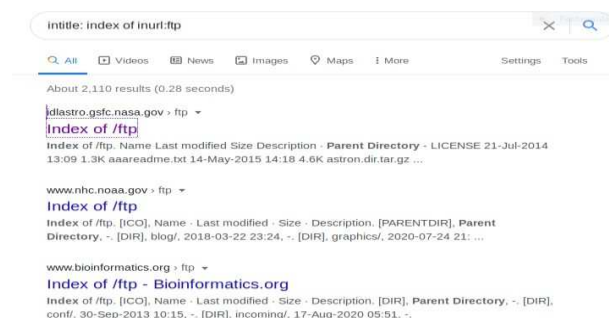 intitle: index of inurl:ftp
All Videos News Images Maps More Settings Tools
About 2,110 results (0.28 seconds)
idlastro.gsfc.nasa.gov › ftp
Index of /ftp
Index of /ftp. Name Last modified Size Description · Parent Directory - LICENSE 21-Jul-2014
13:09 1.3K aaareadme.txt 14-May-2015 14:18 4.6K astron.dir.tar.gz ...
www.nhc.noaa.gov › ftp
Index of /ftp
Index of /ftp. [ICO], Name · Last modified · Size · Description. [PARENTDIR], Parent
Directory, -. [DIR], blog/, 2018-03-22 23:24, -. [DIR], graphics/, 2020-07-24 21: ...
www.bioinformatics.org › ftp
Index of /ftp - Bioinformatics.org
Index of /ftp. [ICO], Name · Last modified · Size · Description. [DIR], Parent Directory, -. [DIR],
conf/, 30-Sep-2013 10:15, -. [DIR], incoming/, 17-Aug-2020 05:51, -.